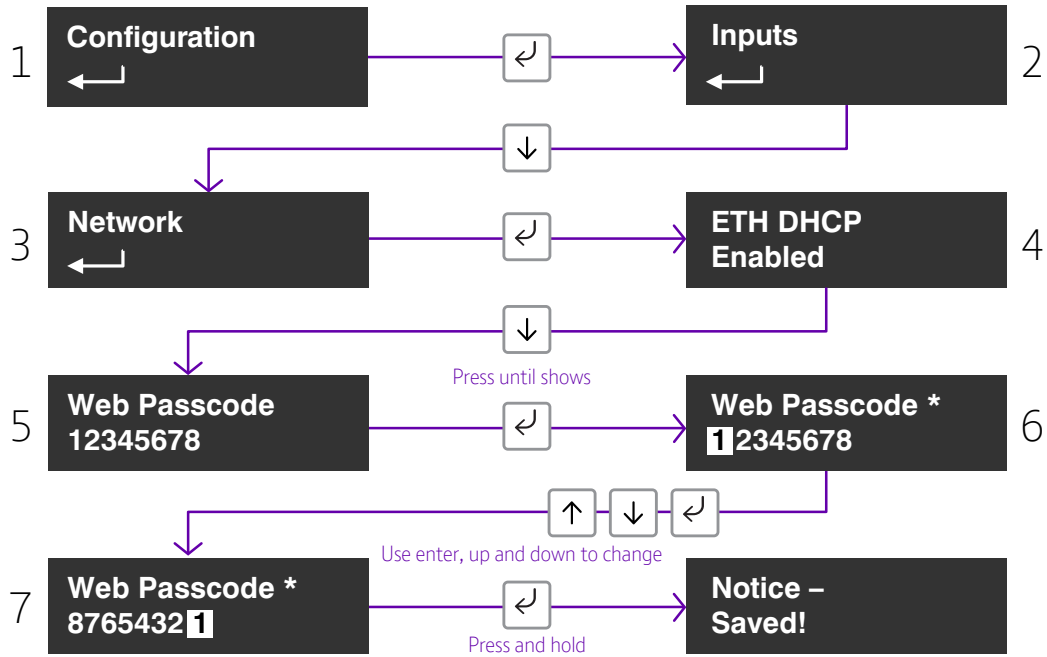 1
Configuration
Inputs
2
3
Network
ETH DHCP
Enabled
4
Press until shows
5
Web Passcode
12345678
Web Passcode *
12345678
6
Use enter, up and down to change
7
Web Passcode *
87654321
Press and hold
Notice –
Saved!